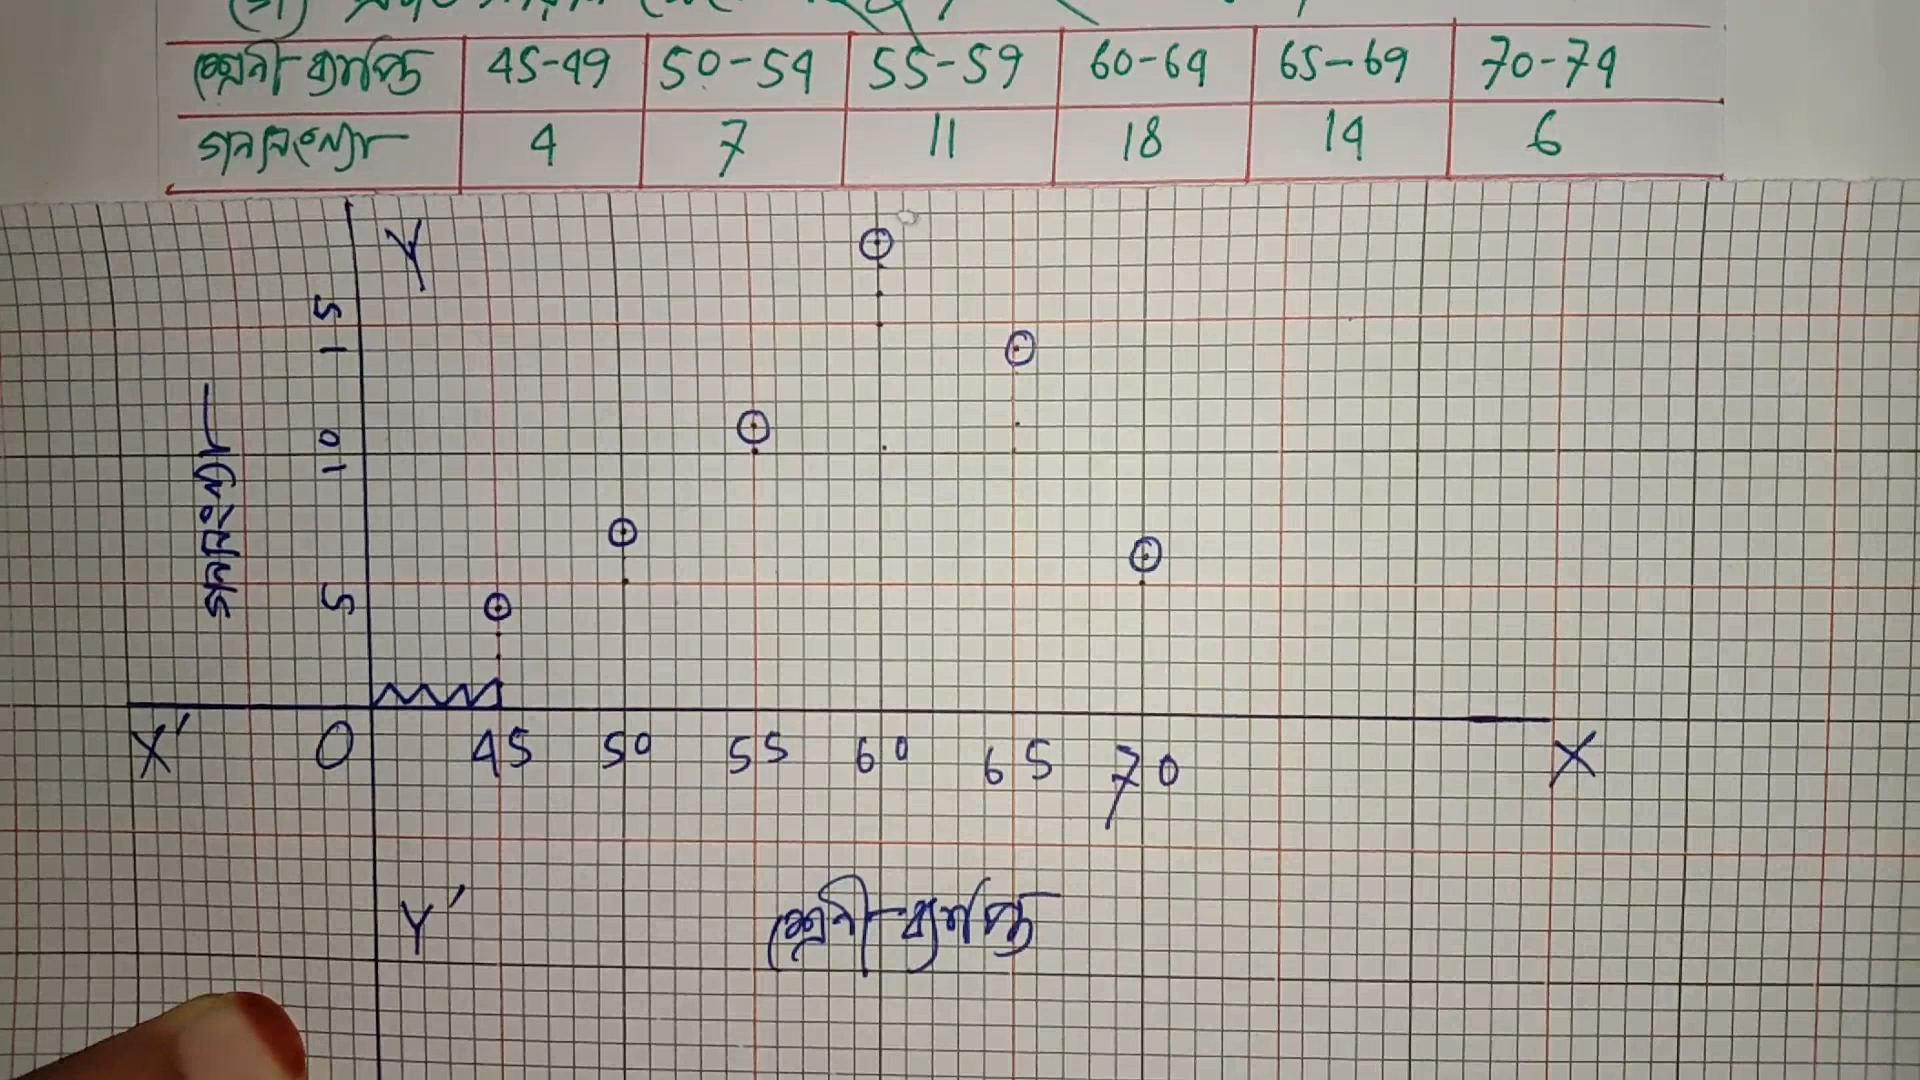 (গ)
শ্রেনী ব্যাপ্তি 45-49 50-54 55-59 60-64 65-69 70-74
গনসংখ্যা 4 7 11 18 14 6
Y
15
10
5
গনসংখ্যা
X' O 45 50 55 60 65 70 X
Y'
শ্রেনী-ব্যাপ্তি